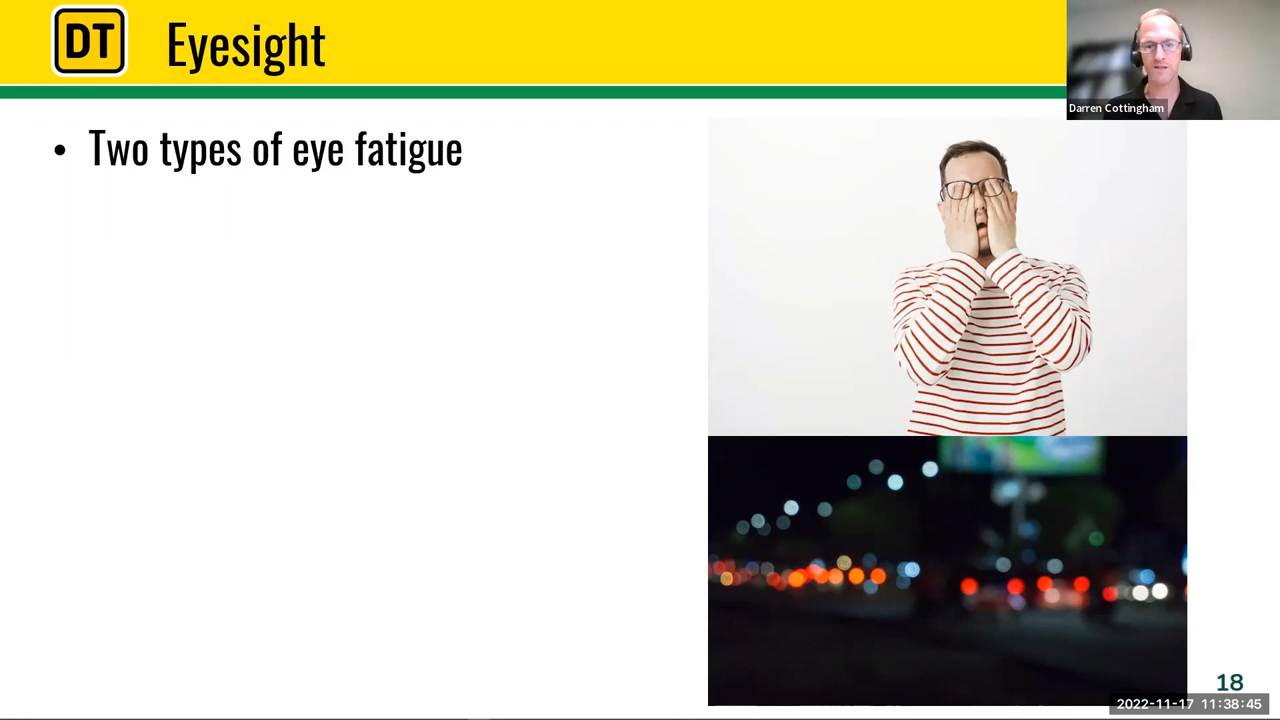 DT
Eyesight
Darren Cottingham
• Two types of eye fatigue
18
2022-11-17 11:38:45